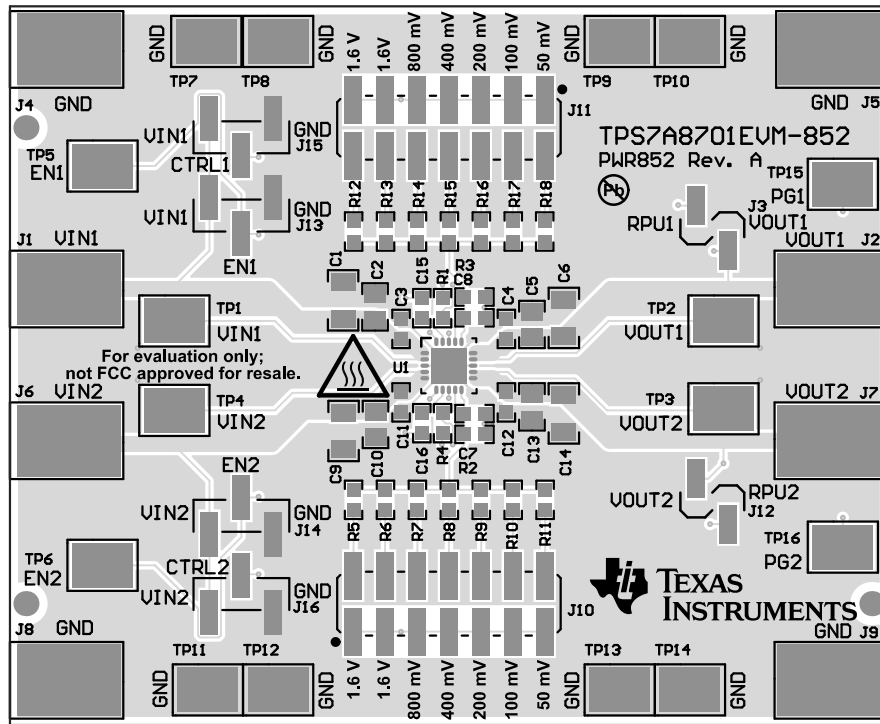 GND
GND
GND
1.6 V
1.6V
800 mV
400 mV
200 mV
100 mV
50 mV
GND
GND
TP7
TP8
TP9
TP10
J4
GND
GND
J5
VIN1
GND
J15
J11
TPS7A8701EVM-852
TP5
EN1
CTRL1
PWR852 Rev. A
TP15
PG1
Pb
VIN1
GND
J13
R12
R13
R14
R15
R16
R17
R18
RPU1
J3
VOUT1
J1
VIN1
EN1
VOUT1
J2
C1
C2
C15
R1
R3
C8
C4
C5
C6
C3
TP1
VIN1
TP2
VOUT1
For evaluation only;
not FCC approved for resale.
U1
J6
VIN2
TP4
VIN2
TP3
VOUT2
VOUT2
J7
C9
C10
C11
C16
R4
C7
R2
C12
C13
C14
EN2
VIN2
GND
J14
VOUT2
RPU2
J12
R5
R6
R7
R8
R9
R10
R11
TP6
EN2
CTRL2
VIN2
GND
J16
TP16
PG2
J10
TEXAS
INSTRUMENTS
J8
GND
GND
J9
TP11
TP12
TP13
TP14
GND
GND
1.6 V
1.6 V
800 mV
400 mV
200 mV
100 mV
50 mV
GND
GND